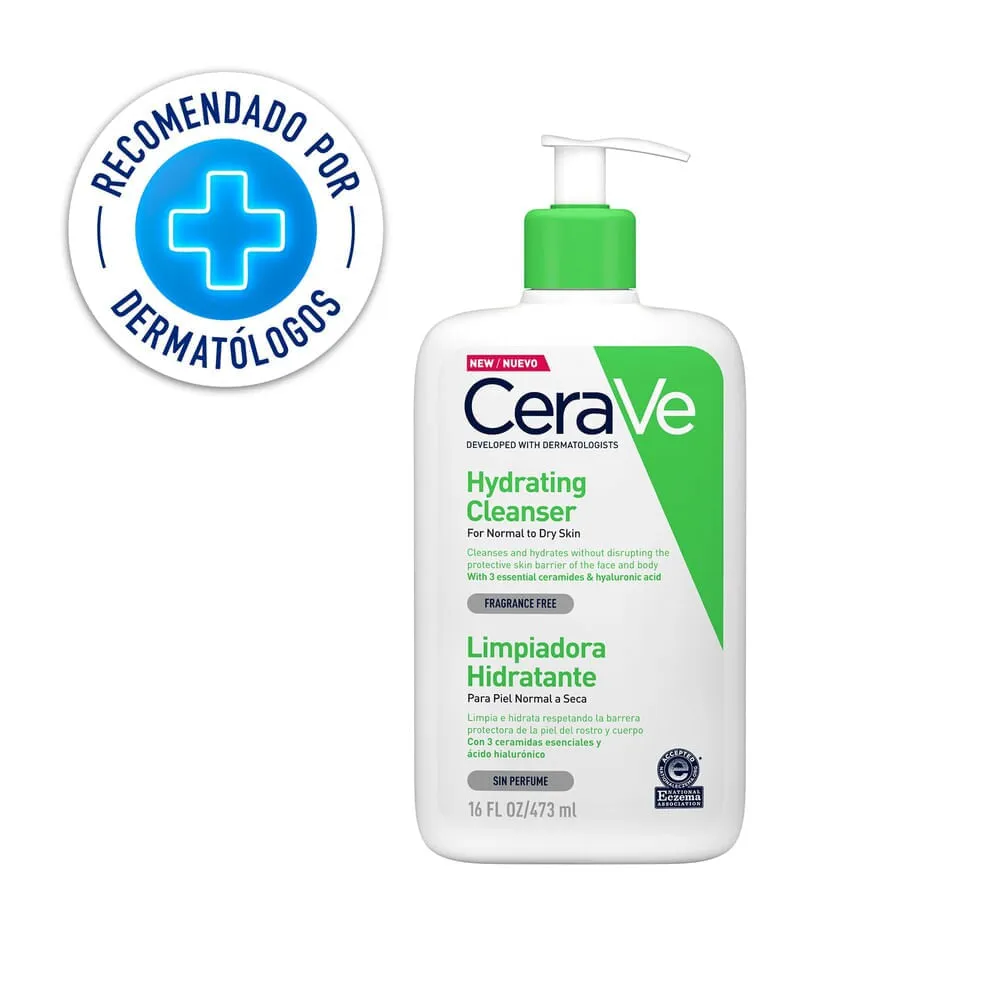 RECOMENDADO POR
DERMATÓLOGOS
NEW / NUEVO
CeraVe
DEVELOPED WITH DERMATOLOGISTS
Hydrating
Cleanser
For Normal to Dry Skin
Cleanses and hydrates without disrupting the
protective skin barrier of the face and body
With 3 essential ceramides & hyaluronic acid
FRAGRANCE FREE
Limpiadora
Hidratante
Para Piel Normal a Seca
Limpia e hidrata respetando la barrera
protectora de la piel del rostro y cuerpo
Con 3 ceramidas esenciales y
ácido hialurónico
SIN PERFUME
16 FL OZ/473 ml
ACCEPTED
e
NATIONALECZEMA.ORG
NATIONAL
Eczema
ASSOCIATION